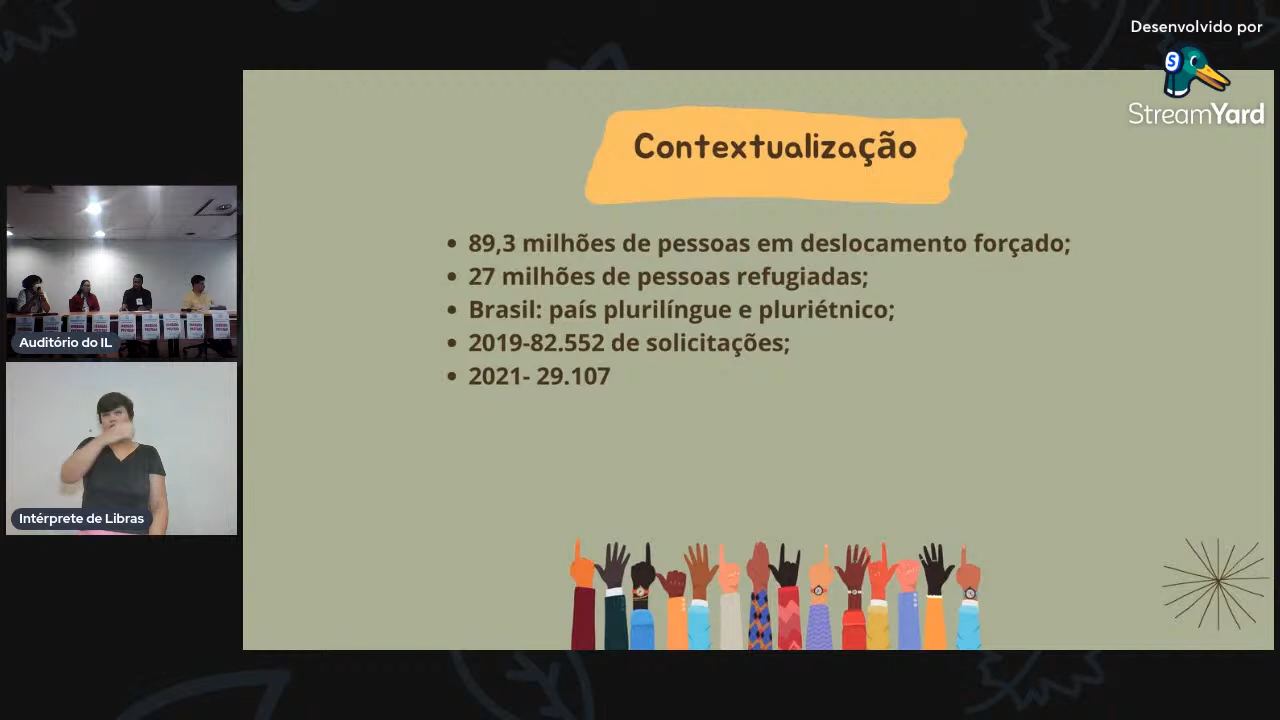 Desenvolvido por
S
StreamYard
Contextualização
• 89,3 milhões de pessoas em deslocamento forçado;
• 27 milhões de pessoas refugiadas;
• Brasil: país plurilíngue e pluriétnico;
• 2019-82.552 de solicitações;
• 2021- 29.107
Auditório do IL
Intérprete de Libras